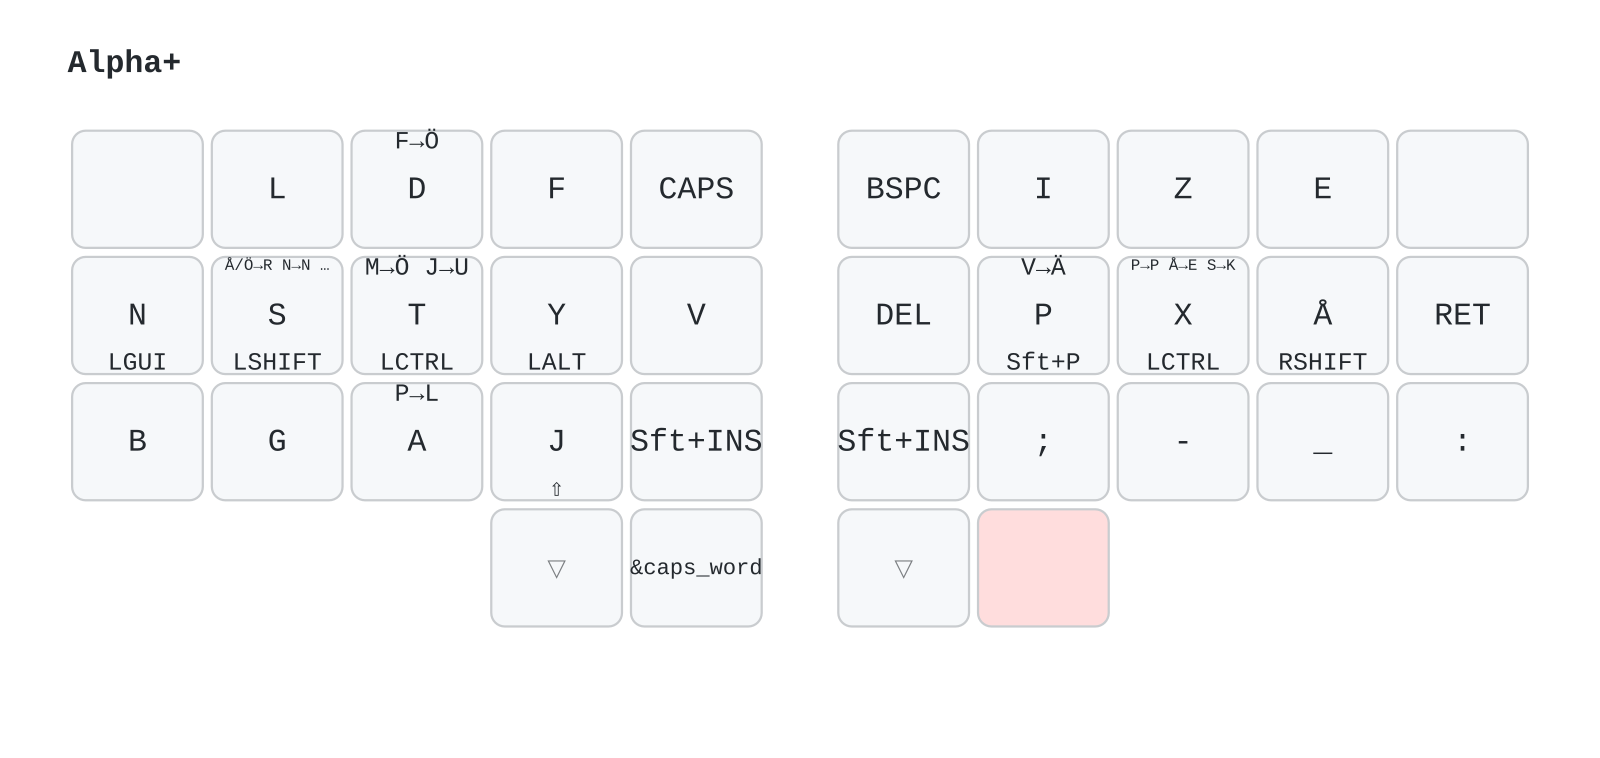 Alpha+
F→Ö
L D F CAPS BSPC I Z E
Å/Ö→R N→N … M→Ö J→U V→Ä P→P Å→E S→K
N S T Y V DEL P X Å RET
LGUI LSHIFT LCTRL LALT Sft+P LCTRL RSHIFT
P→L
B G A J Sft+INS Sft+INS ; - _ :
⇧
▽ &caps_word ▽